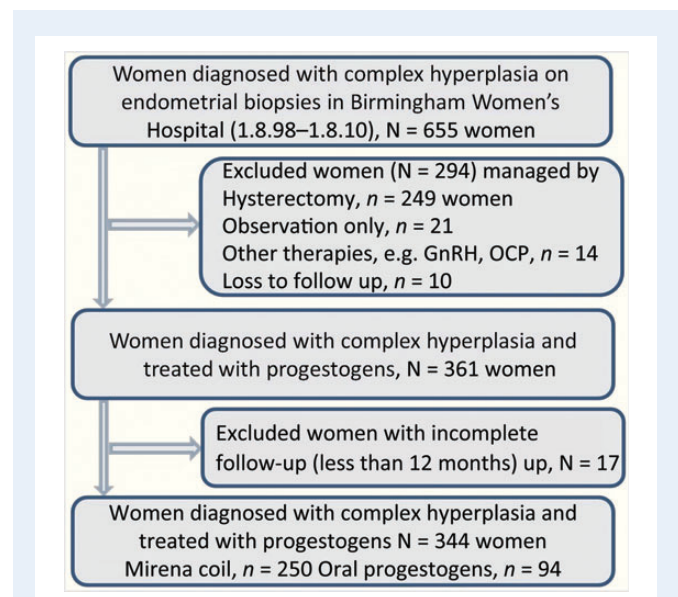 Women diagnosed with complex hyperplasia on
endometrial biopsies in Birmingham Women's
Hospital (1.8.98–1.8.10), N = 655 women
Excluded women (N = 294) managed by
Hysterectomy, n = 249 women
Observation only, n = 21
Other therapies, e.g. GnRH, OCP, n = 14
Loss to follow up, n = 10
Women diagnosed with complex hyperplasia and
treated with progestogens, N = 361 women
Excluded women with incomplete
follow-up (less than 12 months) up, N = 17
Women diagnosed with complex hyperplasia and
treated with progestogens N = 344 women
Mirena coil, n = 250 Oral progestogens, n = 94